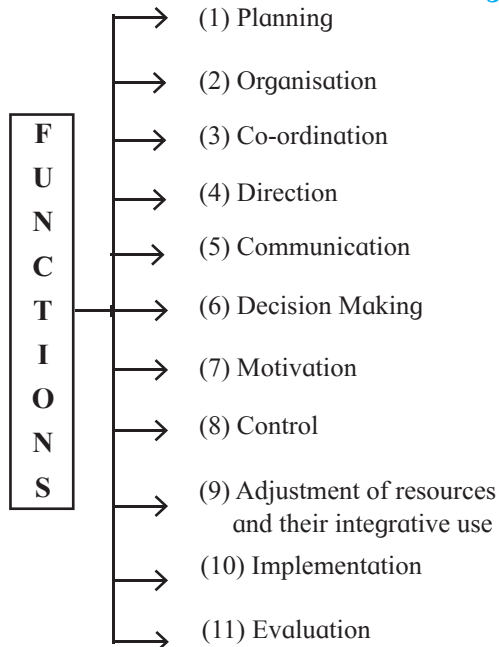 (1) Planning
(2) Organisation
(3) Co-ordination
(4) Direction
(5) Communication
(6) Decision Making
(7) Motivation
(8) Control
(9) Adjustment of resources
and their integrative use
(10) Implementation
(11) Evaluation
F
U
N
C
T
I
O
N
S